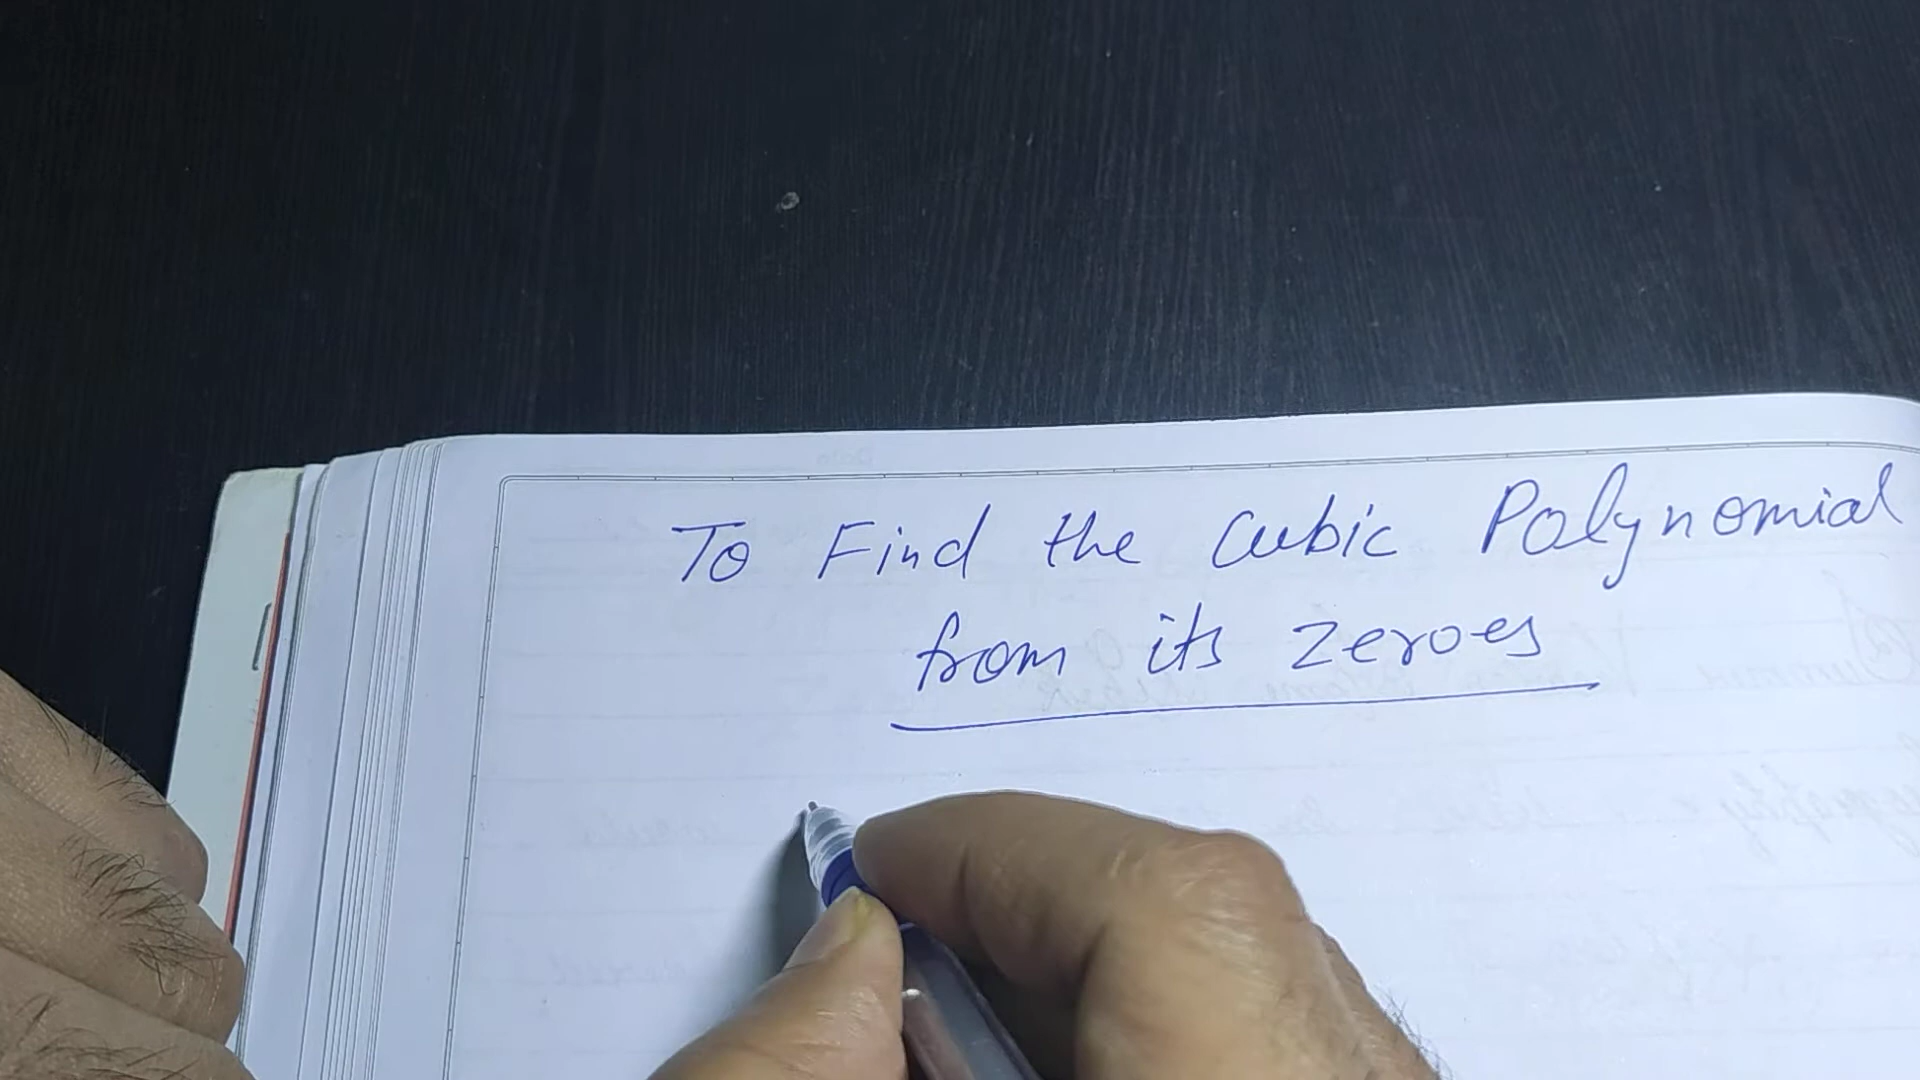 To Find the Cubic Polynomial
from its zeroes